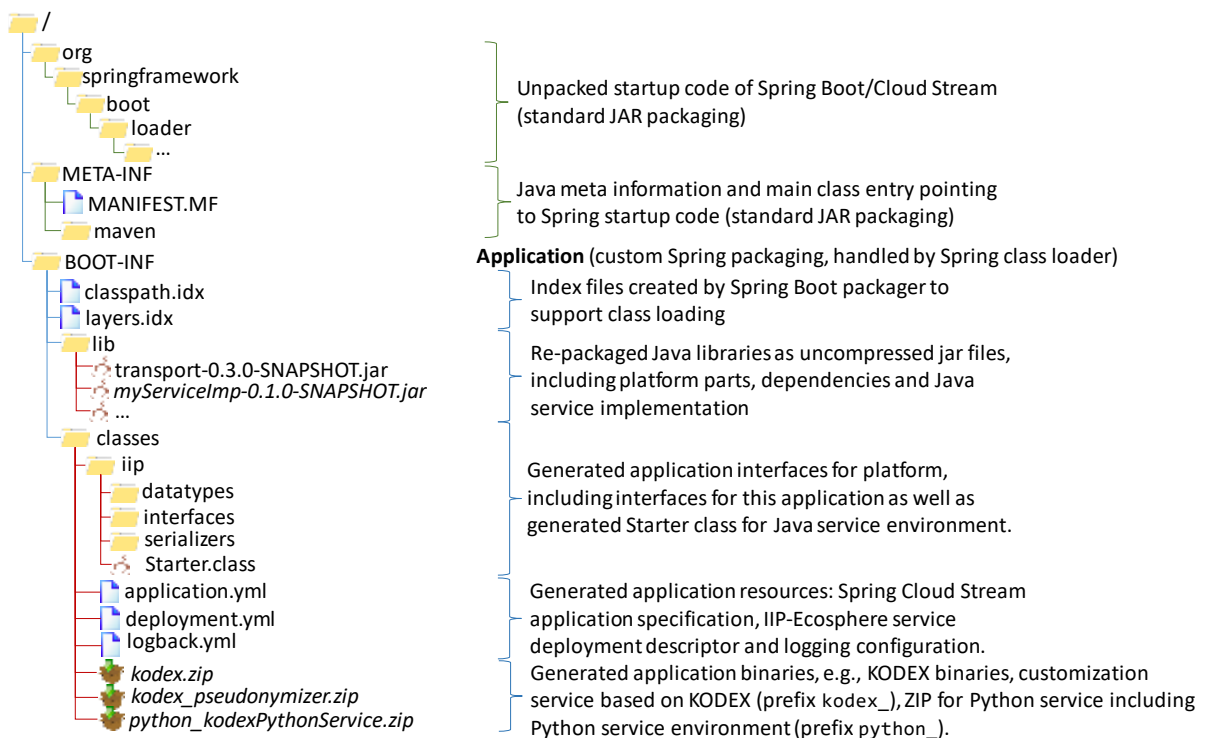 /
org
springframework
boot
loader
...
Unpacked startup code of Spring Boot/Cloud Stream
(standard JAR packaging)
META-INF
MANIFEST.MF
maven
Java meta information and main class entry pointing
to Spring startup code (standard JAR packaging)
BOOT-INF
Application (custom Spring packaging, handled by Spring class loader)
classpath.idx
layers.idx
Index files created by Spring Boot packager to
support class loading
lib
transport-0.3.0-SNAPSHOT.jar
myServiceImp-0.1.0-SNAPSHOT.jar
...
Re-packaged Java libraries as uncompressed jar files,
including platform parts, dependencies and Java
service implementation
classes
iip
datatypes
interfaces
serializers
Starter.class
Generated application interfaces for platform,
including interfaces for this application as well as
generated Starter class for Java service environment.
application.yml
deployment.yml
logback.yml
Generated application resources: Spring Cloud Stream
application specification, IIP-Ecosphere service
deployment descriptor and logging configuration.
kodex.zip
kodex_pseudonymizer.zip
python_kodexPythonService.zip
Generated application binaries, e.g., KODEX binaries, customization
service based on KODEX (prefix kodex_), ZIP for Python service including
Python service environment (prefix python_).